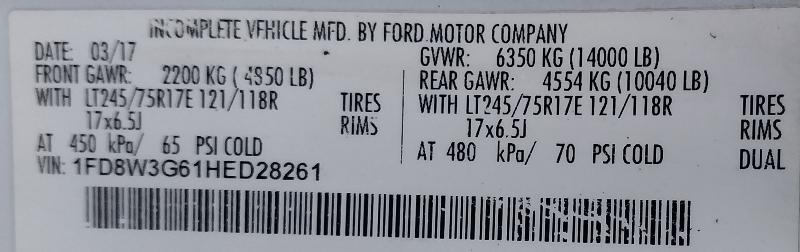 INCOMPLETE VEHICLE MFD. BY FORD MOTOR COMPANY
DATE: 03/17
GVWR: 6350 KG (14000 LB)
FRONT GAWR: 2200 KG ( 4850 LB)
REAR GAWR: 4554 KG (10040 LB)
WITH LT245/75R17E 121/118R TIRES
WITH LT245/75R17E 121/118R TIRES
17x6.5J RIMS
17x6.5J RIMS
AT 450 kPa/ 65 PSI COLD
AT 480 kPa/ 70 PSI COLD DUAL
VIN: 1FD8W3G61HED28261